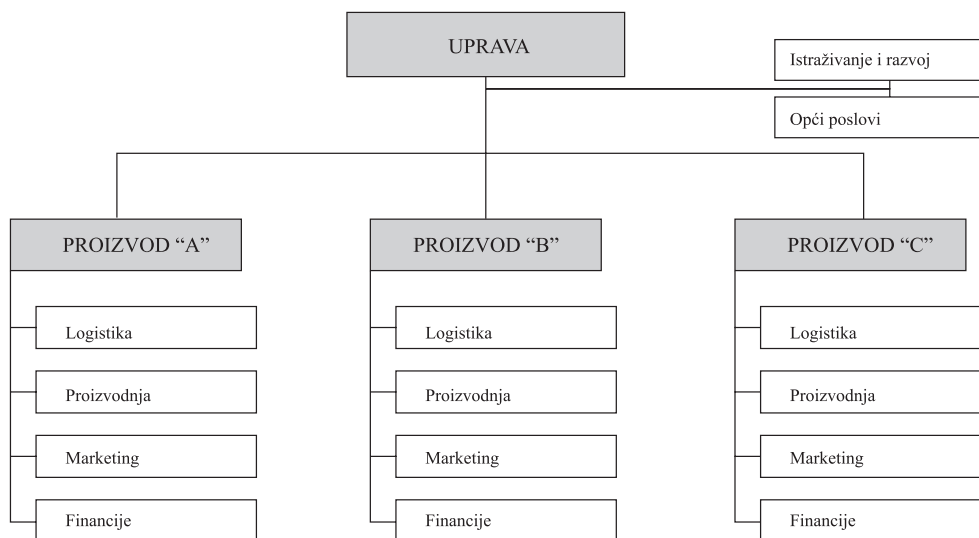 UPRAVA
Istraživanje i razvoj
Opći poslovi
PROIZVOD “A”
PROIZVOD “B”
PROIZVOD “C”
Logistika
Logistika
Logistika
Proizvodnja
Proizvodnja
Proizvodnja
Marketing
Marketing
Marketing
Financije
Financije
Financije